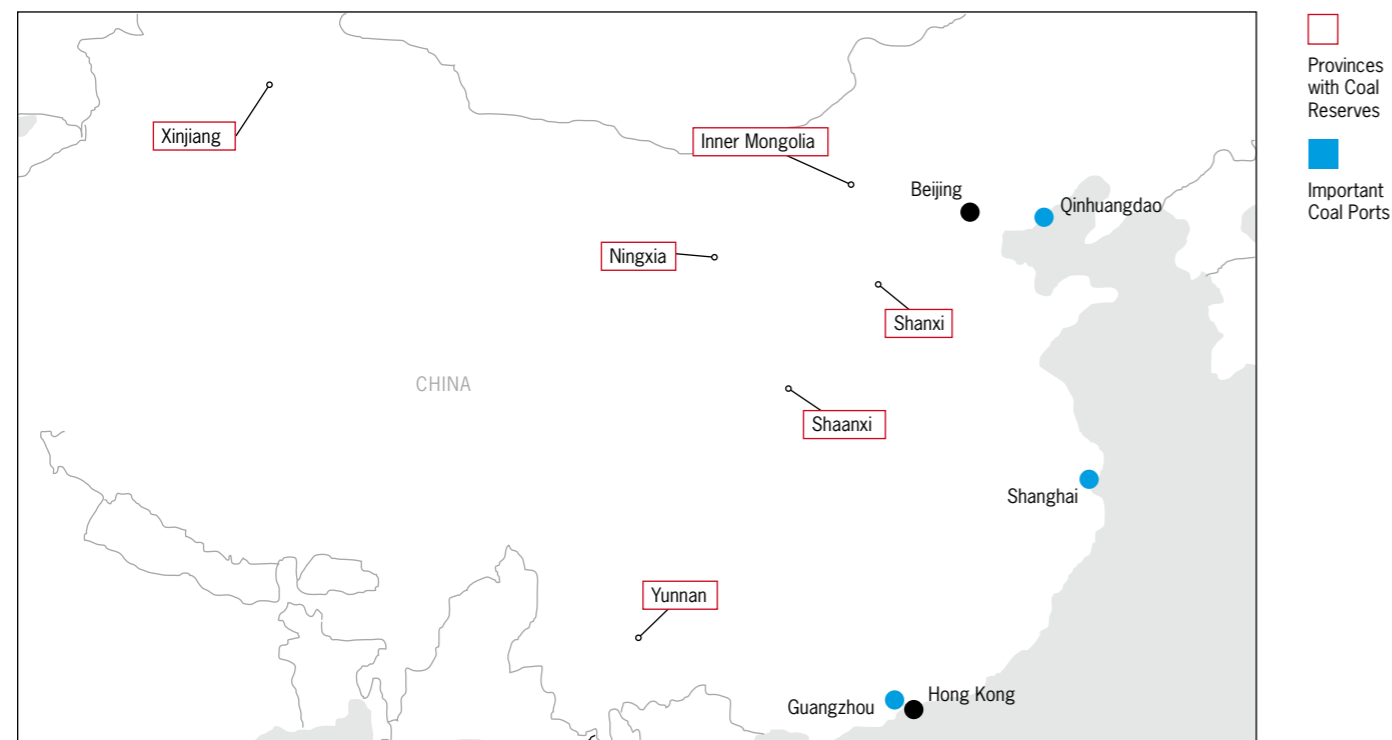 Xinjiang
Inner Mongolia
Beijing
Qinhuangdao
Ningxia
Shanxi
CHINA
Shaanxi
Shanghai
Yunnan
Guangzhou
Hong Kong
Provinces
with Coal
Reserves
Important
Coal Ports